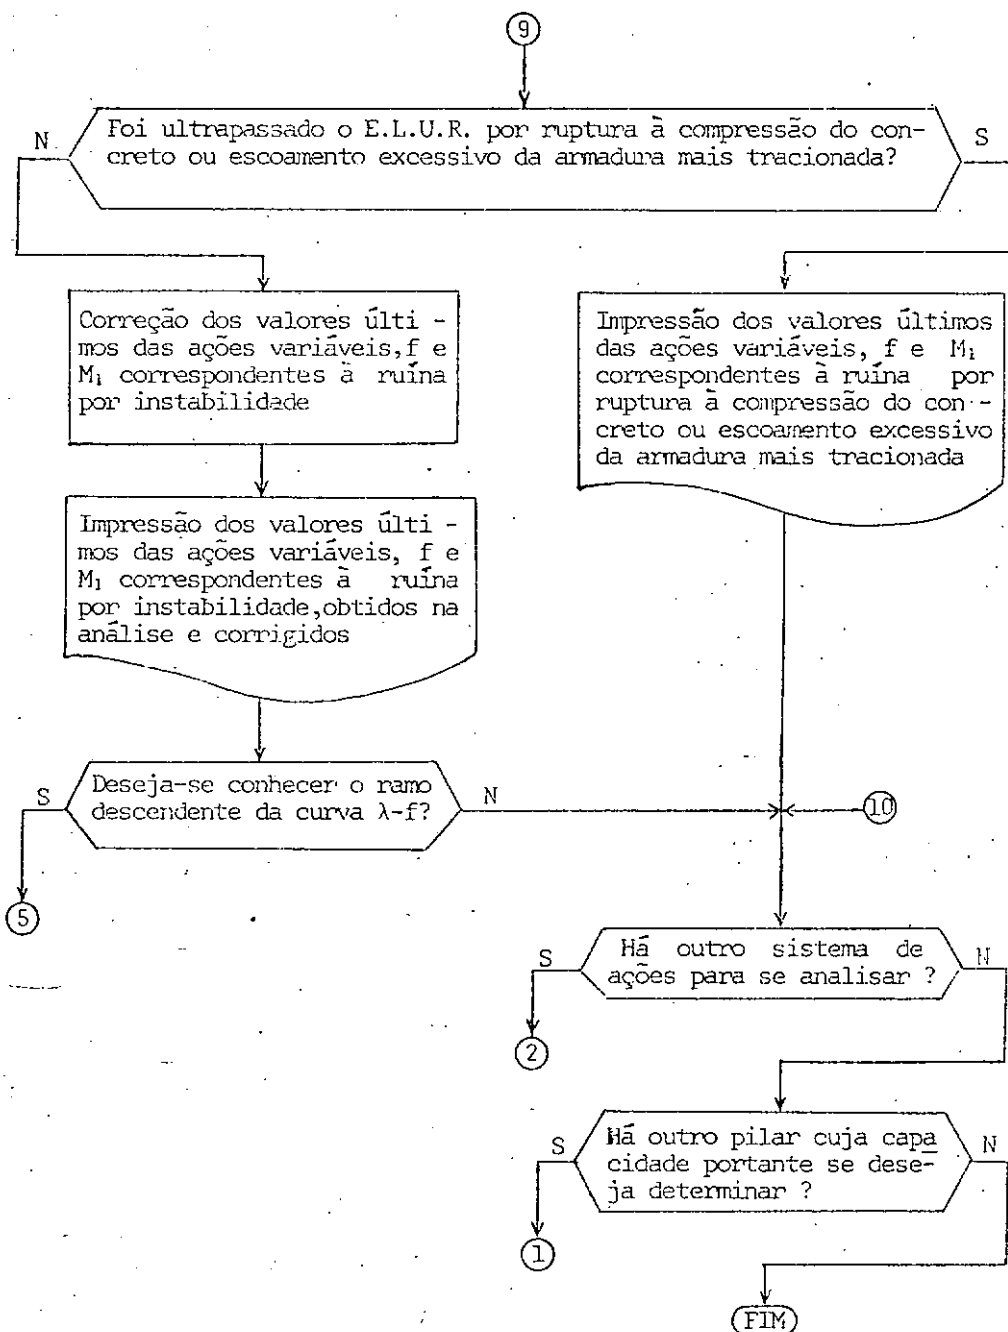 9
Foi ultrapassado o E.L.U.R. por ruptura à compressão do con-
creto ou escoamento excessivo da armadura mais tracionada?
N
S
Correção dos valores últi -
mos das ações variáveis, f e
M₁ correspondentes à ruína
por instabilidade
Impressão dos valores últi -
mos das ações variáveis, f e
M₁ correspondentes à ruína
por instabilidade, obtidos na
análise e corrigidos
Impressão dos valores últimos
das ações variáveis, f e M₁
correspondentes à ruína por
ruptura à compressão do con-
creto ou escoamento excessivo
da armadura mais tracionada
S
Deseja-se conhecer o ramo
descendente da curva λ-f?
N
10
5
S
Há outro sistema de
ações para se analisar ?
N
2
S
Há outro pilar cuja capa
cidade portante se dese-
ja determinar ?
N
1
FIM